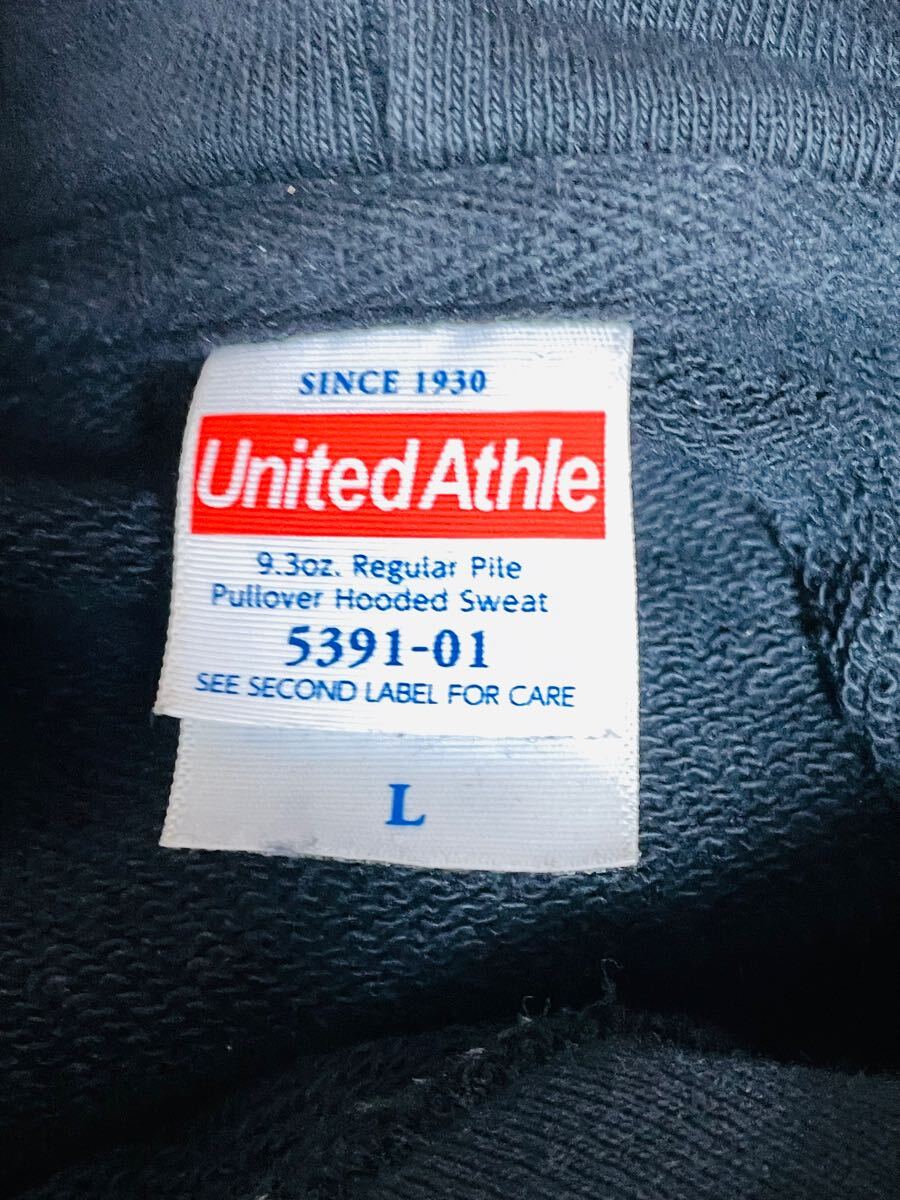 SINCE 1930
United Athle
9.3oz. Regular Pile
Pullover Hooded Sweat
5391-01
SEE SECOND LABEL FOR CARE
L